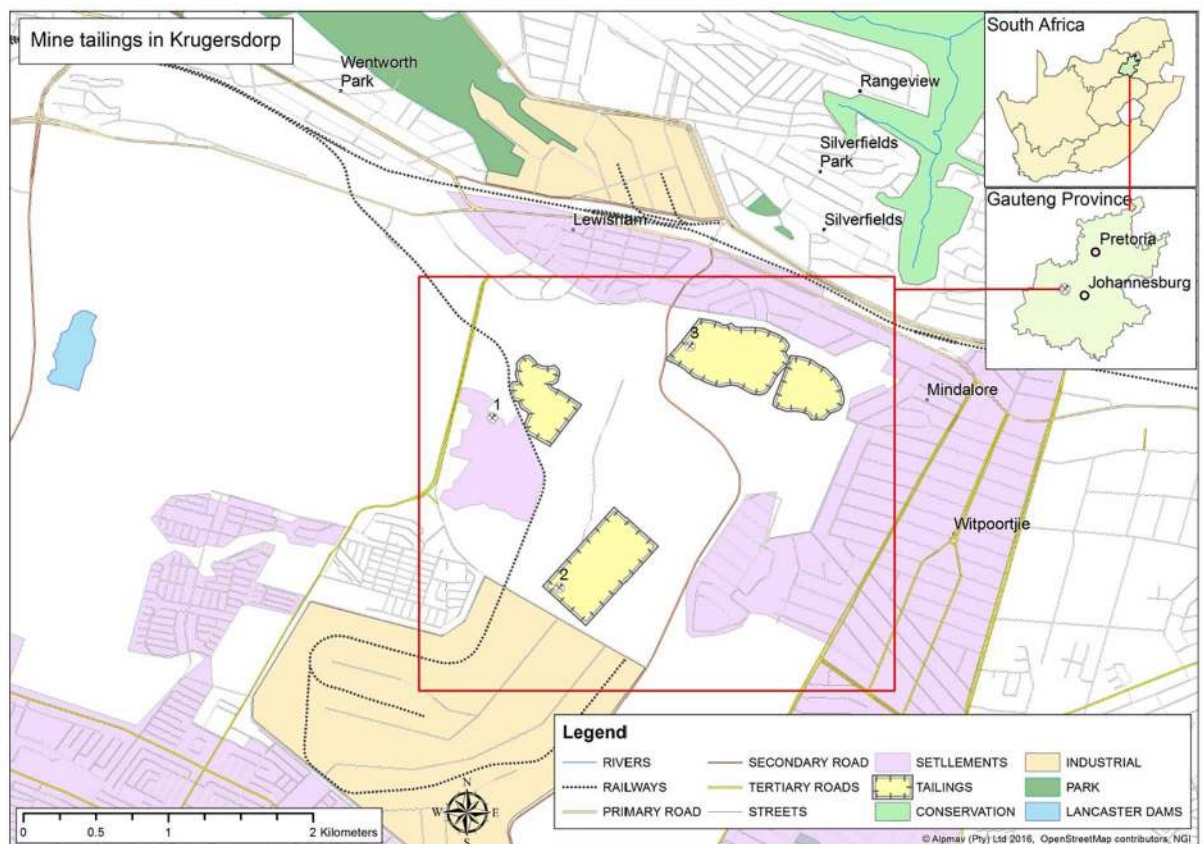 Mine tailings in Krugersdorp
Wentworth
Park
Rangeview
Silverfields
Park
Silverfields
Lewisham
3
1
Mindalore
Witpoortjie
2
South Africa
Gauteng Province
Pretoria
Johannesburg
Legend
RIVERS
RAILWAYS
PRIMARY ROAD
SECONDARY ROAD
TERTIARY ROADS
STREETS
SETLLEMENTS
TAILINGS
CONSERVATION
INDUSTRIAL
PARK
LANCASTER DAMS
N
W E
S
0 0.5 1 2 Kilometers
© Alpmav (Pty) Ltd 2016, OpenStreetMap contributors, NGI